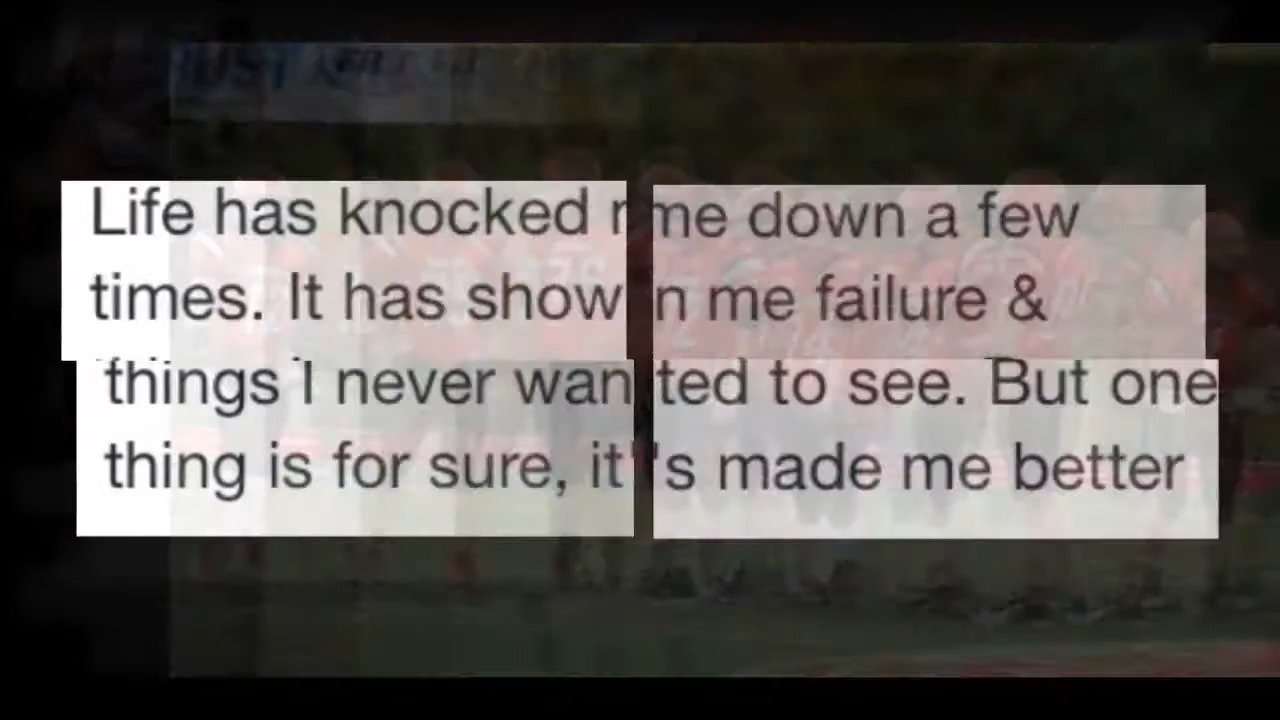 Life has knocked me down a few
times. It has shown me failure &
things I never wanted to see. But one
thing is for sure, it's made me better